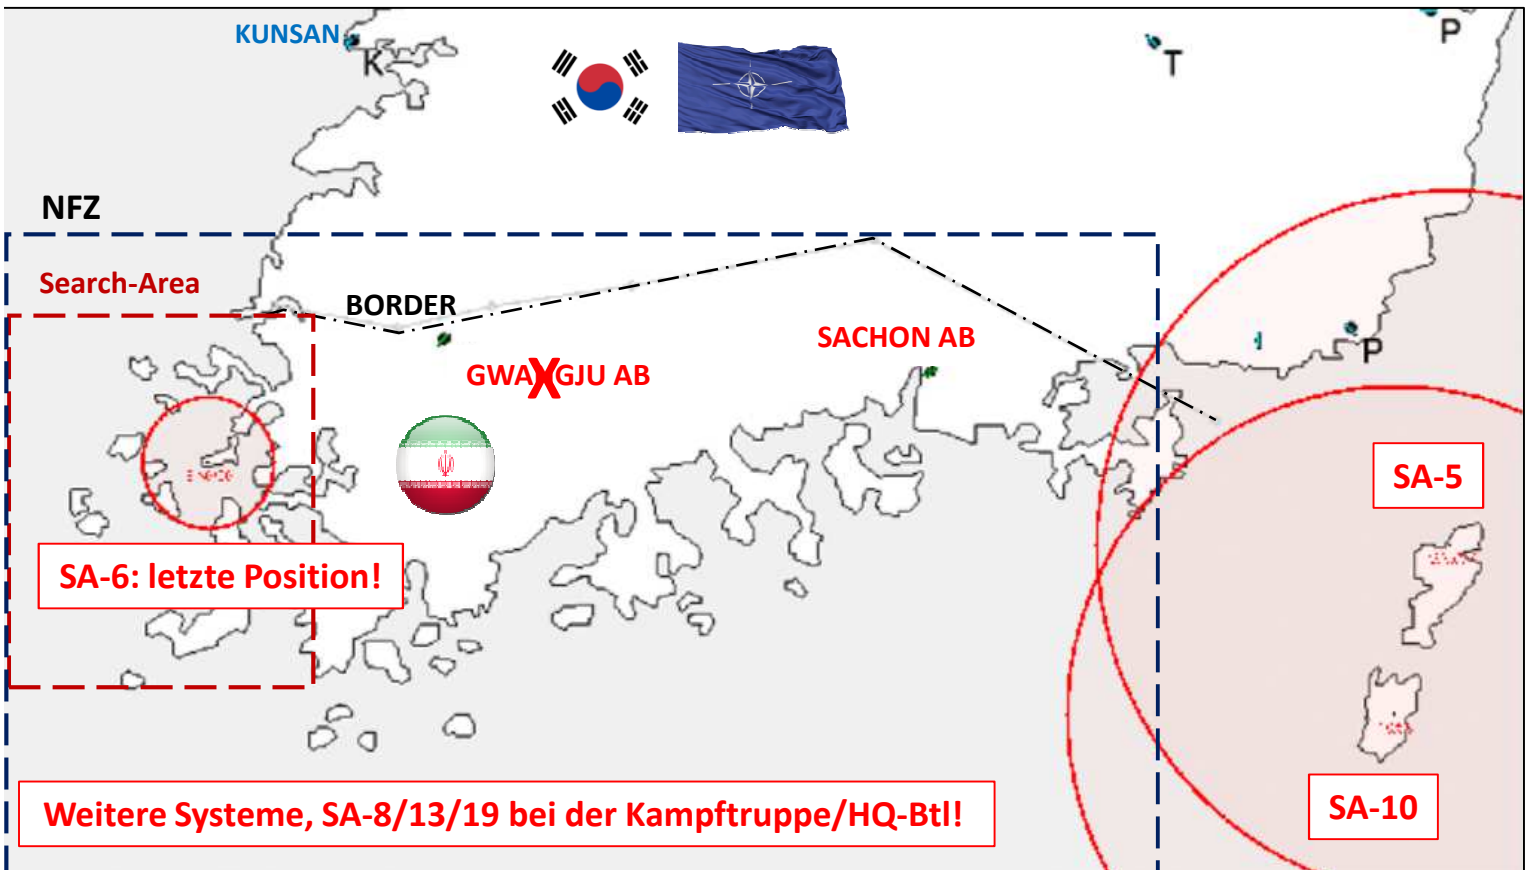 KUNSAN
K
T
P
NFZ
Search-Area
BORDER
SACHON AB
GWAXGJU AB
P
SA-5
SA-6: letzte Position!
SA-10
Weitere Systeme, SA-8/13/19 bei der Kampftruppe/HQ-Btl!